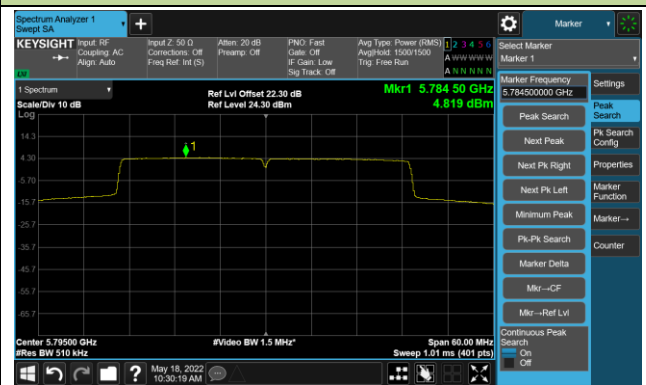 Spectrum Analyzer 1
Swept SA
Marker
KEYSIGHT
Input: RF
Coupling: AC
Align: Auto
Input Z: 50 Ω
Corrections: Off
Freq Ref: Int (S)
Atten: 20 dB
Preamp: Off
PNO: Fast
Gate: Off
IF Gain: Low
Sig Track: Off
Avg Type: Power (RMS)
Avg|Hold: 1500/1500
Trig: Free Run
1 2 3 4 5 6
A W W W W W
A N N N N N
Select Marker
Marker 1
1 Spectrum
Scale/Div 10 dB
Log
Ref Lvl Offset 22.30 dB
Ref Level 24.30 dBm
Mkr1 5.784 50 GHz
4.819 dBm
14.3
4.30
-5.70
-15.7
-25.7
-35.7
-45.7
-55.7
-65.7
1
Center 5.79500 GHz
#Res BW 510 kHz
#Video BW 1.5 MHz*
Span 60.00 MHz
Sweep 1.01 ms (401 pts)
Marker Frequency
5.784500000 GHz
Peak Search
Next Peak
Next Pk Right
Next Pk Left
Minimum Peak
Pk-Pk Search
Marker Delta
Mkr→CF
Mkr→Ref Lvl
Continuous Peak
Search
On
Off
Settings
Peak
Search
Pk Search
Config
Properties
Marker
Function
Marker→
Counter
May 18, 2022
10:30:19 AM